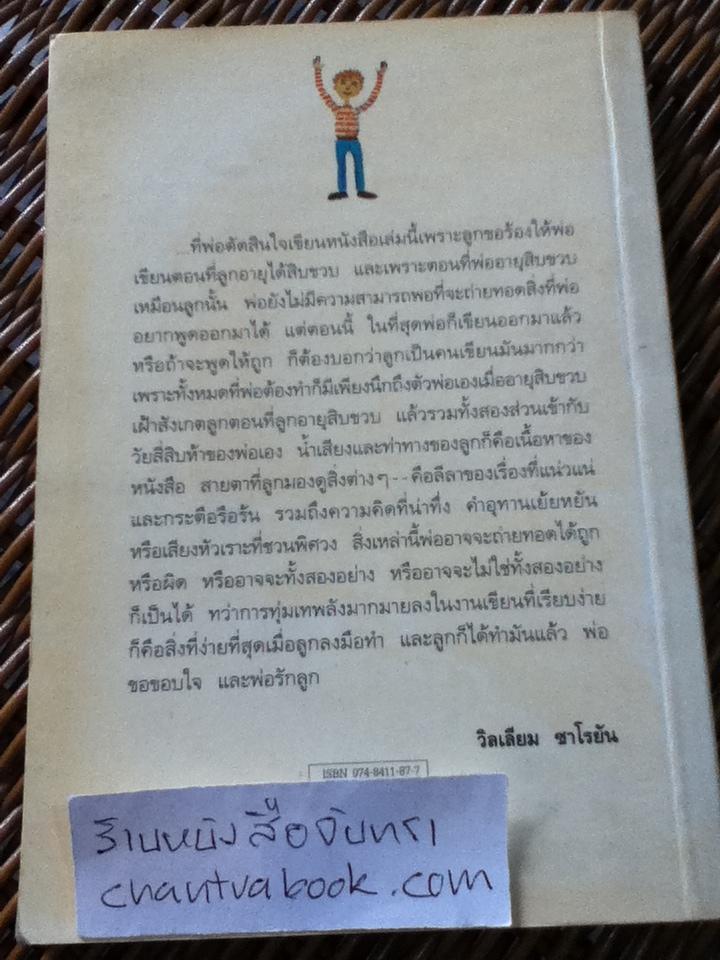 ...ที่พ่อตัดสินใจเขียนหนังสือเล่มนี้เพราะลูกขอร้องให้พ่อ
เขียนตอนที่ลูกอายุได้สิบขวบ และเพราะตอนที่พ่ออายุสิบขวบ
เหมือนลูกนั้น พ่อยังไม่มีความสามารถพอที่จะถ่ายทอดสิ่งที่พ่อ
อยากพูดออกมาได้ แต่ตอนนี้ ในที่สุดพ่อก็เขียนออกมาแล้ว
หรือถ้าจะพูดให้ถูก ก็ต้องบอกว่าลูกเป็นคนเขียนมันมากกว่า
เพราะทั้งหมดที่พ่อต้องทำก็มีเพียงนึกถึงตัวพ่อเองเมื่ออายุสิบขวบ
เฝ้าสังเกตลูกตอนที่ลูกอายุสิบขวบ แล้วรวมทั้งสองส่วนเข้ากับ
วัยสี่สิบห้าของพ่อเอง น้ำเสียงและท่าทางของลูกก็คือเนื้อหาของ
หนังสือ สายตาที่ลูกมองดูสิ่งต่างๆ--คือลีลาของเรื่องที่แน่วแน่
และกระตือรือร้น รวมถึงความคิดที่น่าทึ่ง คำอุทานเย้ยหยัน
หรือเสียงหัวเราะที่ชวนพิศวง สิ่งเหล่านี้พ่ออาจจะถ่ายทอดได้ถูก
หรือผิด หรืออาจจะทั้งสองอย่าง หรืออาจจะไม่ใช่ทั้งสองอย่าง
ก็เป็นได้ ทว่าการทุ่มเทพลังมากมายลงในงานเขียนที่เรียบง่าย
ก็คือสิ่งที่ง่ายที่สุดเมื่อลูกลงมือทำ และลูกก็ได้ทำมันแล้ว พ่อ
ขอขอบใจ และพ่อรักลูก
วิลเลียม ซาโรยัน
ISBN 974-8411-87-7
ร้านหนังสือจันทรา
chantrabook.com